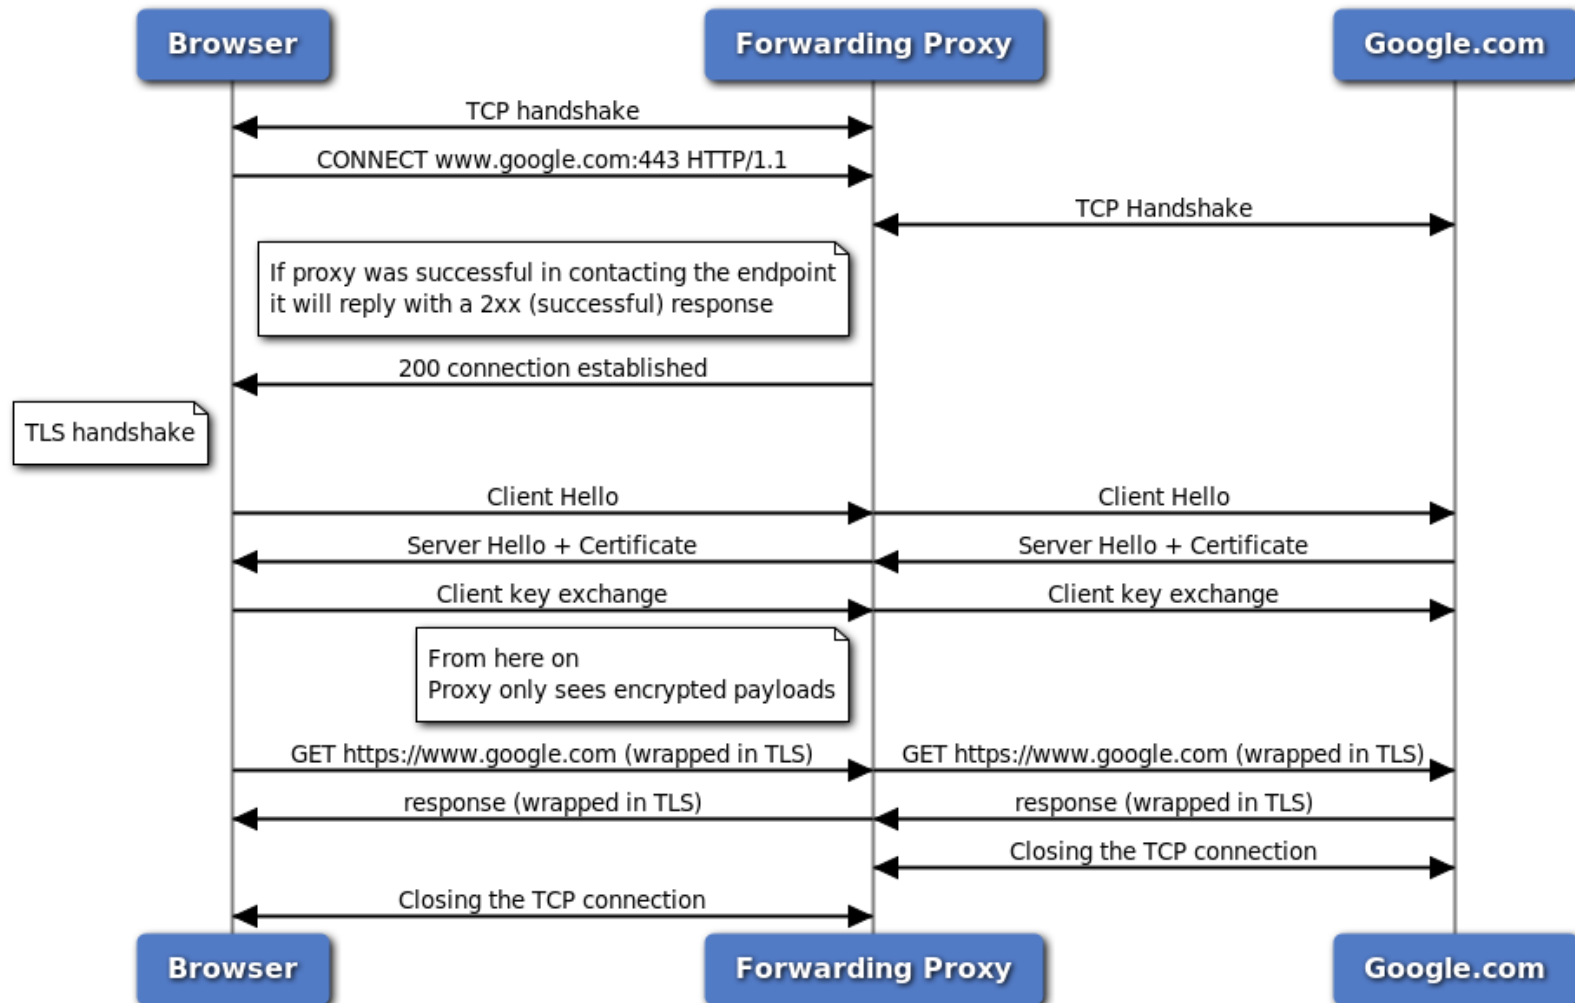 Browser
Forwarding Proxy
Google.com
TCP handshake
CONNECT www.google.com:443 HTTP/1.1
TCP Handshake
If proxy was successful in contacting the endpoint
it will reply with a 2xx (successful) response
200 connection established
TLS handshake
Client Hello
Client Hello
Server Hello + Certificate
Server Hello + Certificate
Client key exchange
Client key exchange
From here on
Proxy only sees encrypted payloads
GET https://www.google.com (wrapped in TLS)
GET https://www.google.com (wrapped in TLS)
response (wrapped in TLS)
response (wrapped in TLS)
Closing the TCP connection
Closing the TCP connection
Browser
Forwarding Proxy
Google.com